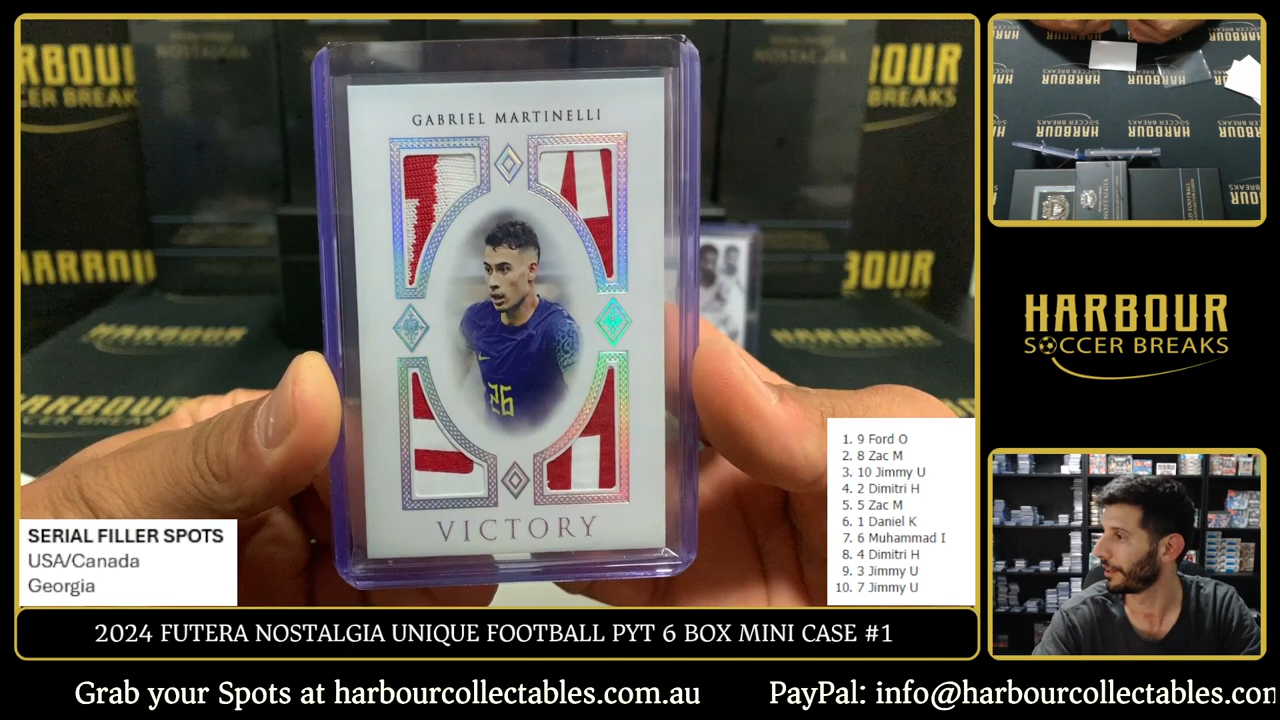 GABRIEL MARTINELLI
26
VICTORY
HARBOUR
SOCCER BREAKS
SERIAL FILLER SPOTS
USA/Canada
Georgia
1. 9 Ford O
2. 8 Zac M
3. 10 Jimmy U
4. 2 Dimitri H
5. 5 Zac M
6. 1 Daniel K
7. 6 Muhammad I
8. 4 Dimitri H
9. 3 Jimmy U
10. 7 Jimmy U
2024 FUTERA NOSTALGIA UNIQUE FOOTBALL PYT 6 BOX MINI CASE #1
Grab your Spots at harbourcollectables.com.au
PayPal: info@harbourcollectables.com